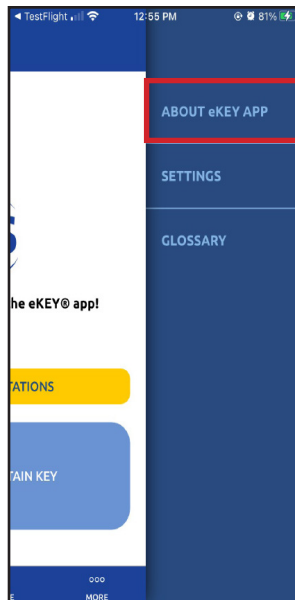 ◄ TestFlight 12:55 PM 81%
ABOUT eKEY APP
SETTINGS
GLOSSARY
he eKEY® app!
TATIONS
TAIN KEY
E MORE